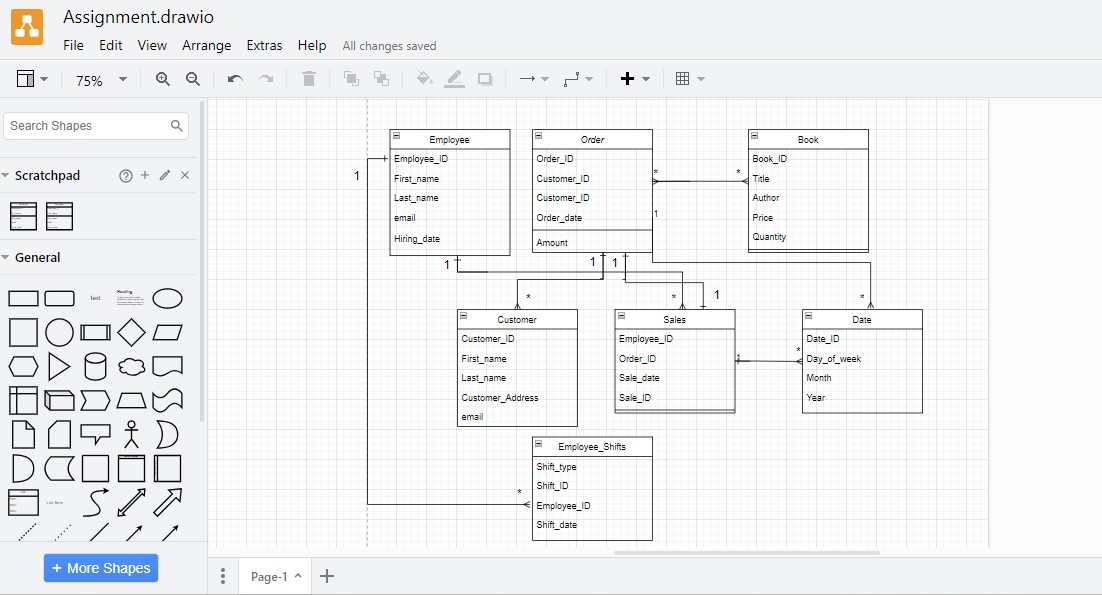 Assignment.drawio
File Edit View Arrange Extras Help All changes saved
75%
Search Shapes
Scratchpad
General
Text
Heading
+ More Shapes
Page-1
Employee
Employee_ID
First_name
Last_name
email
Hiring_date
Order
Order_ID
Customer_ID
Customer_ID
Order_date
Amount
Book
Book_ID
Title
Author
Price
Quantity
1
*
*
1
1
1
1
*
*
1
*
Customer
Customer_ID
First_name
Last_name
Customer_Address
email
Sales
Employee_ID
Order_ID
Sale_date
Sale_ID
1
*
Date
Date_ID
Day_of_week
Month
Year
Employee_Shifts
Shift_type
Shift_ID
Employee_ID
Shift_date
*